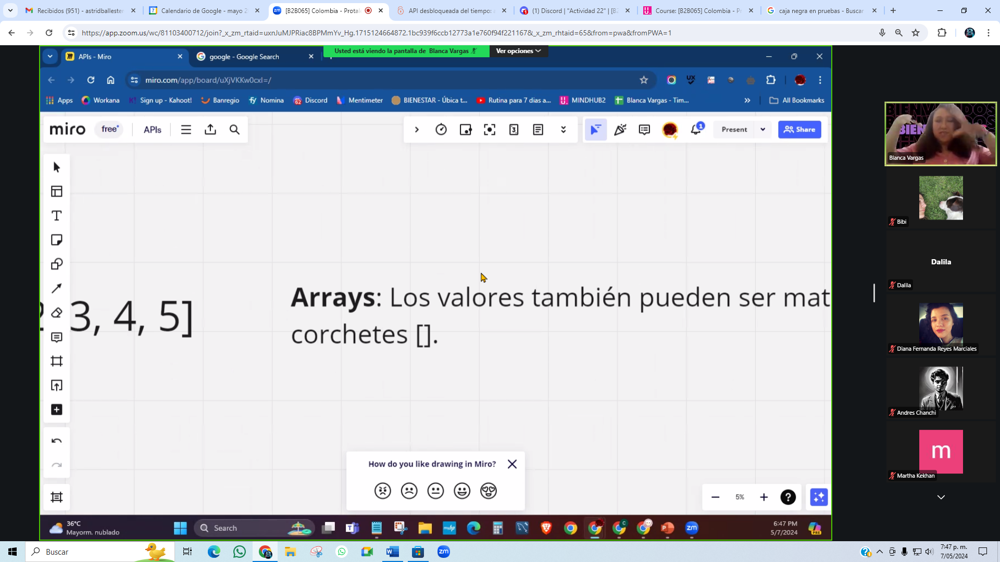 Recibidos (951) - astridballester
Calendario de Google - mayo 2
[B2B065] Colombia - Protale
API desbloqueada del tiempo: a
(1) Discord | "Actividad 22" | [B2
Course: [B2B065] Colombia - Pr
caja negra en pruebas - Buscar
https://app.zoom.us/wc/81103400712/join?_x_zm_rtaid=uxnJuMJPRiac8BPMmYv_Hg.1715124664872.1bc939f6ccb12773a1e760f94f221167&_x_zm_rhtaid=65&from=pwa&fromPWA=1
Usted está viendo la pantalla de Blanca Vargas
Ver opciones
APIs - Miro
google - Google Search
miro.com/app/board/uXjVKKw0cxI=/
Apps
Workana
Sign up - Kahoot!
Banregio
Nomina
Discord
Mentimeter
BIENESTAR - Úbica t...
Rutina para 7 dias a...
MINDHUB2
Blanca Vargas - Tim...
All Bookmarks
miro
free
APIs
Present
Share
3, 4, 5]
Arrays: Los valores también pueden ser mat
corchetes [].
How do you like drawing in Miro?
5%
36°C
Mayorm. nublado
Search
6:47 PM
5/7/2024
BIENVENIDOS
Blanca Vargas
Bibi
Dalila
Dalila
Diana Fernanda Reyes Marciales
Andres Chanchi
m
Martha Kekhan
Buscar
7:47 p. m.
7/05/2024